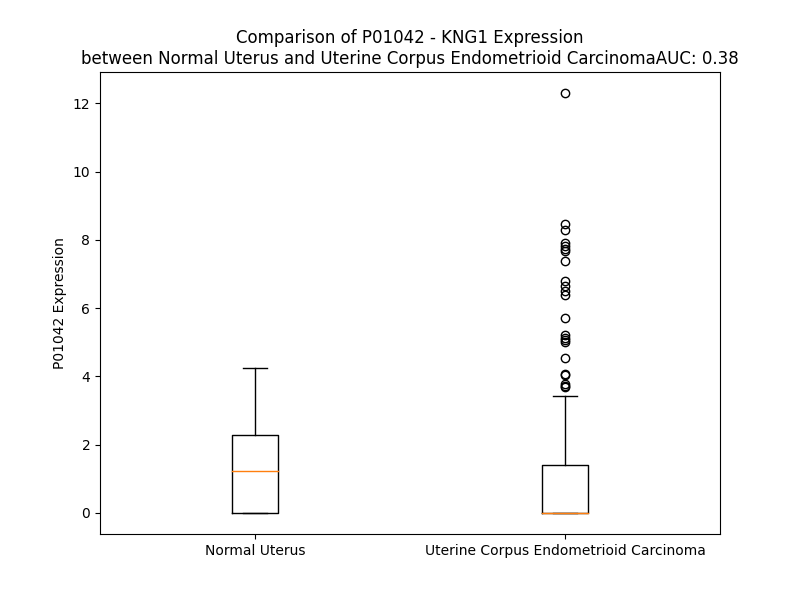 Comparison of P01042 - KNG1 Expression
between Normal Uterus and Uterine Corpus Endometrioid CarcinomaAUC: 0.38
12
10
8
6
4
2
0
P01042 Expression
Normal Uterus
Uterine Corpus Endometrioid Carcinoma